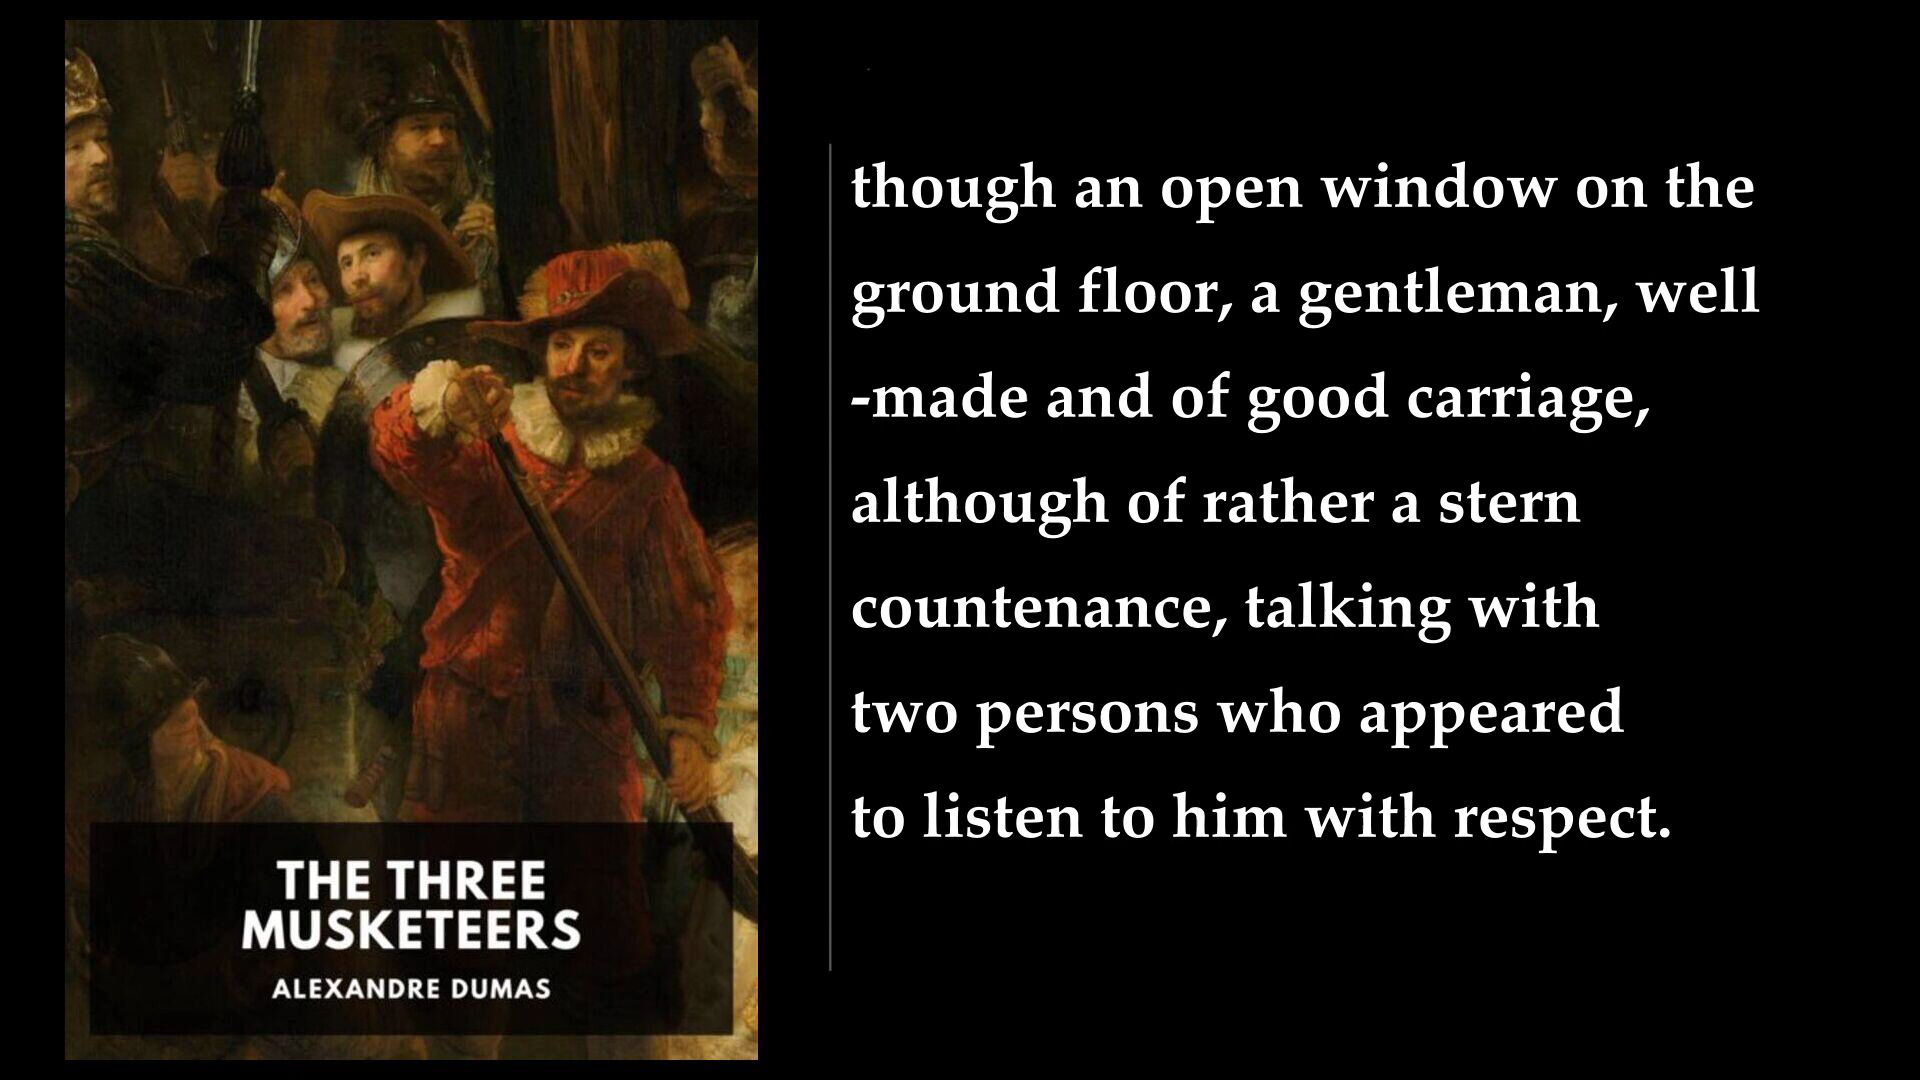 THE THREE
MUSKETEERS
ALEXANDRE DUMAS
though an open window on the
ground floor, a gentleman, well
-made and of good carriage,
although of rather a stern
countenance, talking with
two persons who appeared
to listen to him with respect.